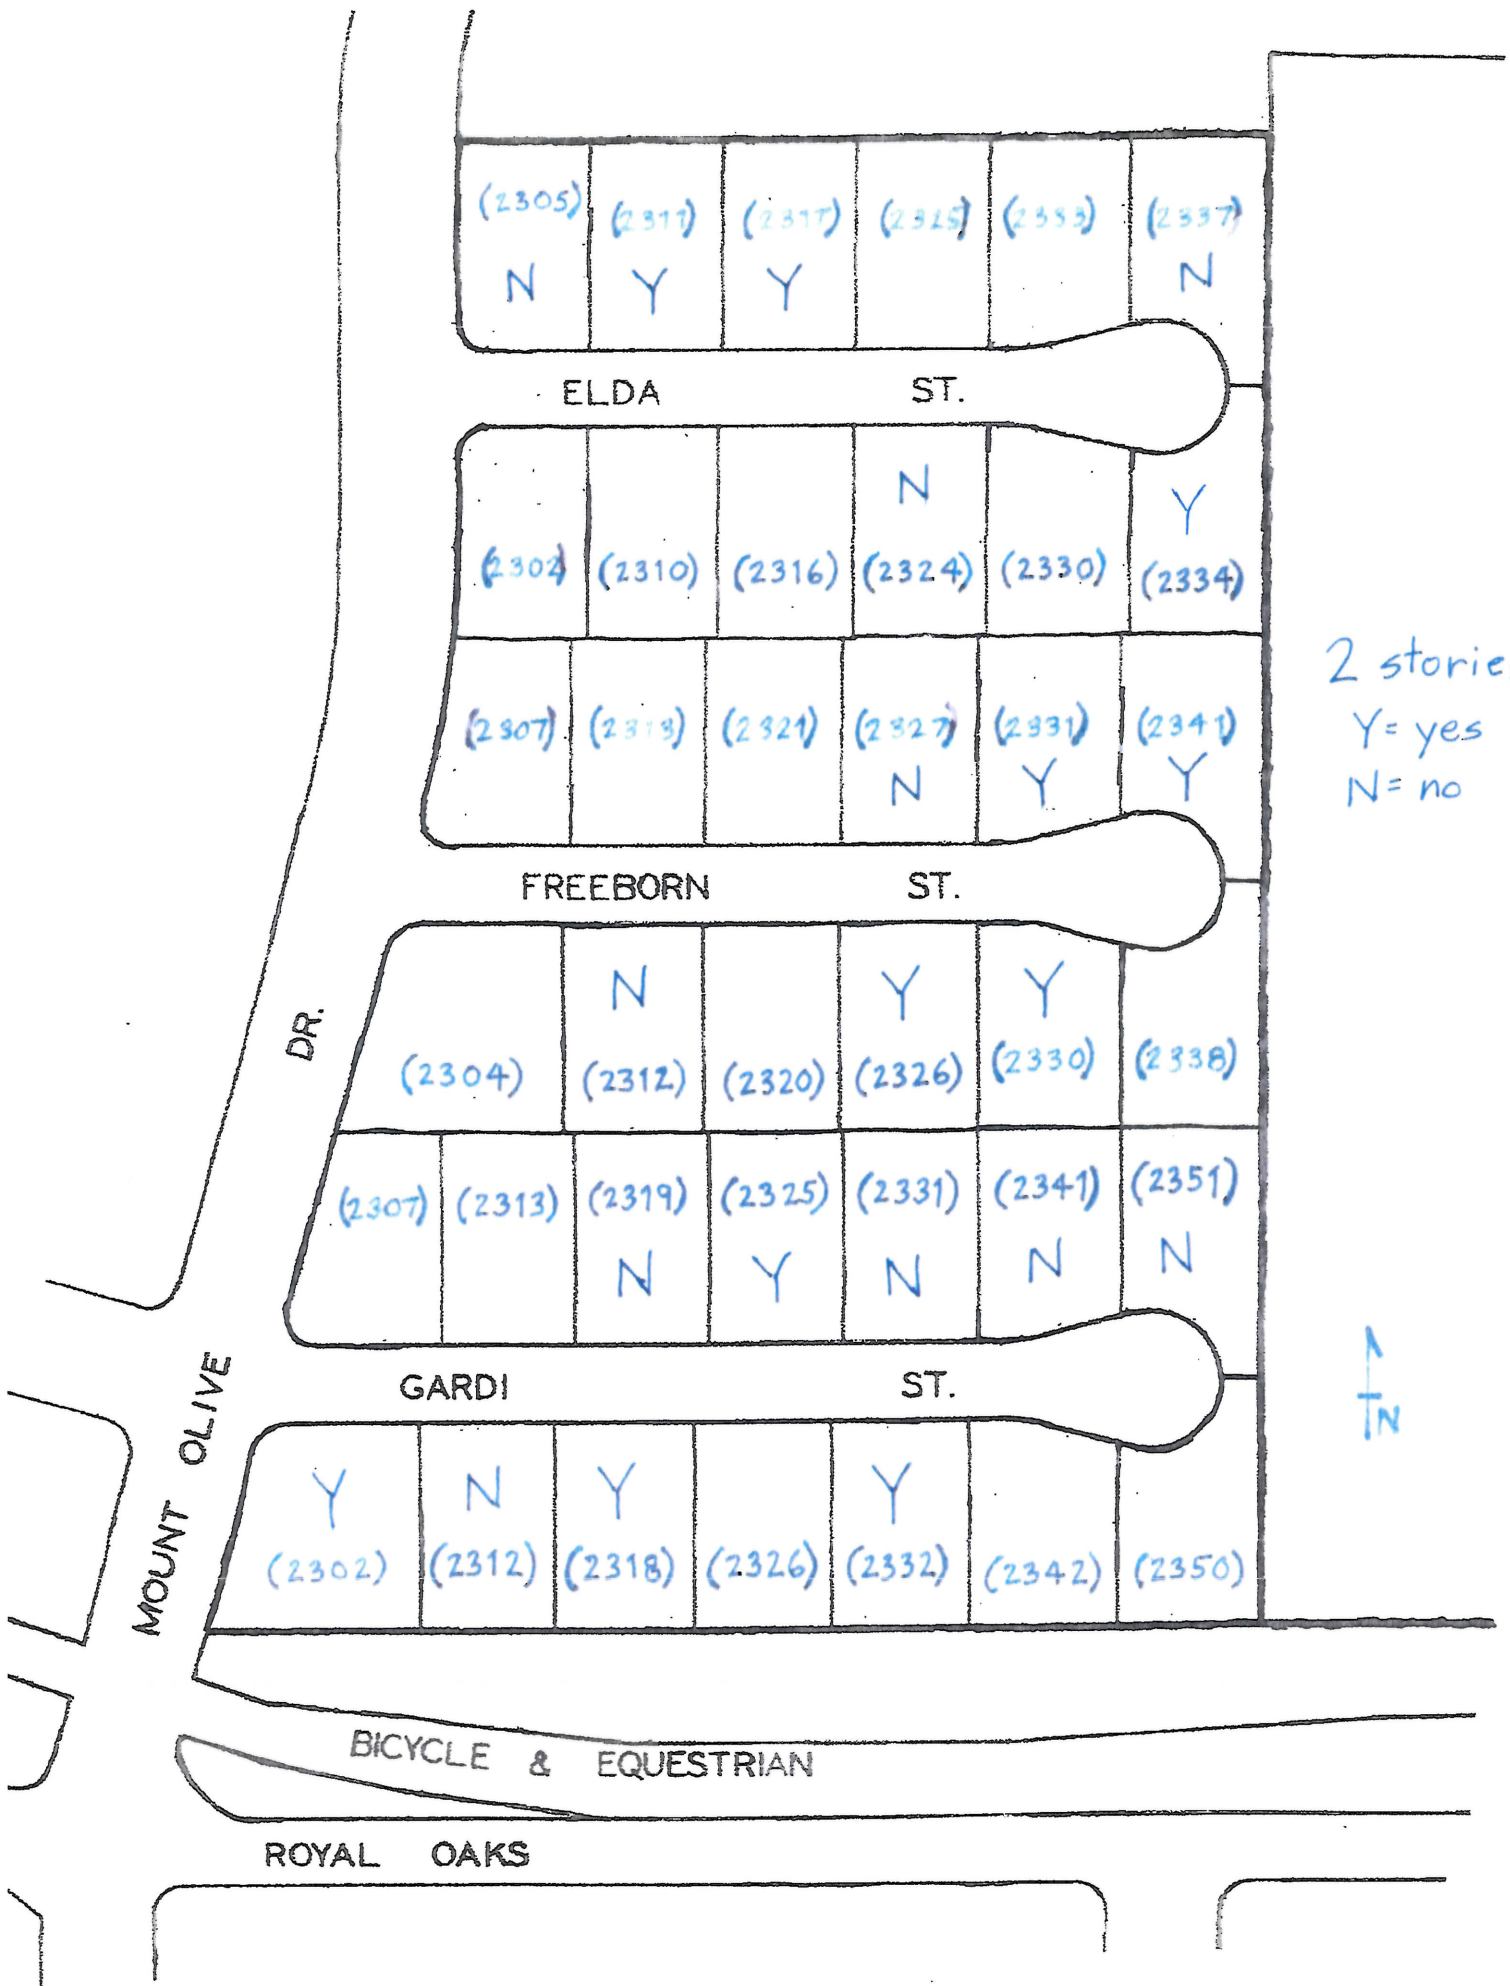 (2305) (2311) (2317) (2325) (2333) (2337)
N Y Y N
ELDA ST.
N Y
(2302) (2310) (2316) (2324) (2330) (2334)
2 storie
(2307) (2313) (2321) (2327) (2331) (2341)
Y= yes
N Y Y
N= no
FREEBORN ST.
N Y Y
DR.
(2304) (2312) (2320) (2326) (2330) (2338)
(2307) (2313) (2319) (2325) (2331) (2341) (2351)
N Y N N N
GARDI ST.
N
MOUNT OLIVE
Y N Y Y
(2302) (2312) (2318) (2326) (2332) (2342) (2350)
BICYCLE & EQUESTRIAN
ROYAL OAKS